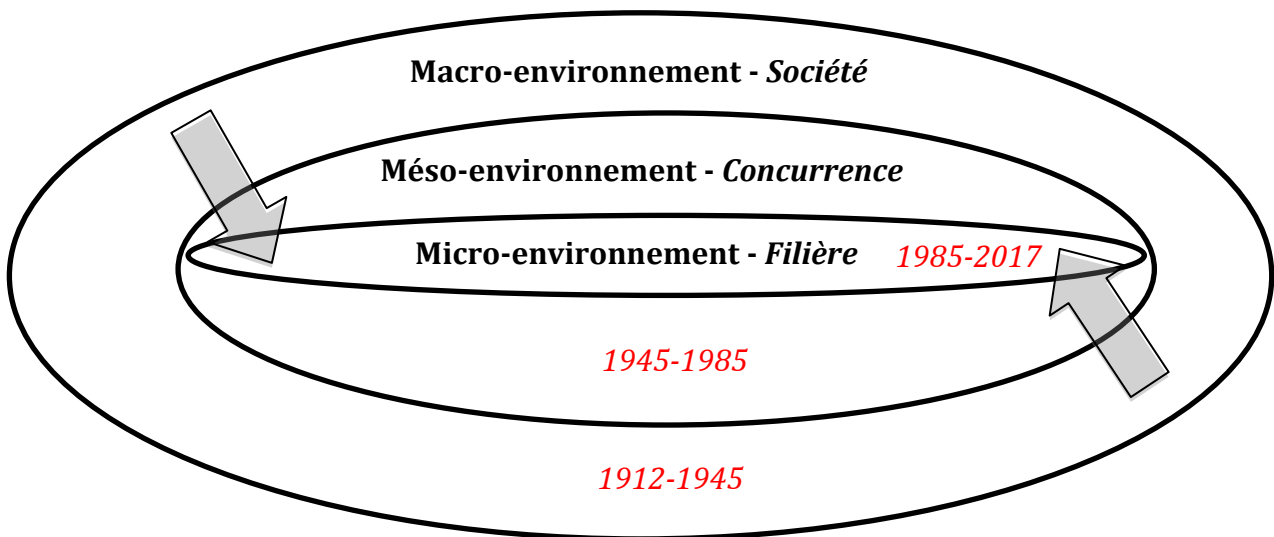 Macro-environnement - Société
Méso-environnement - Concurrence
Micro-environnement - Filière 1985-2017
1945-1985
1912-1945